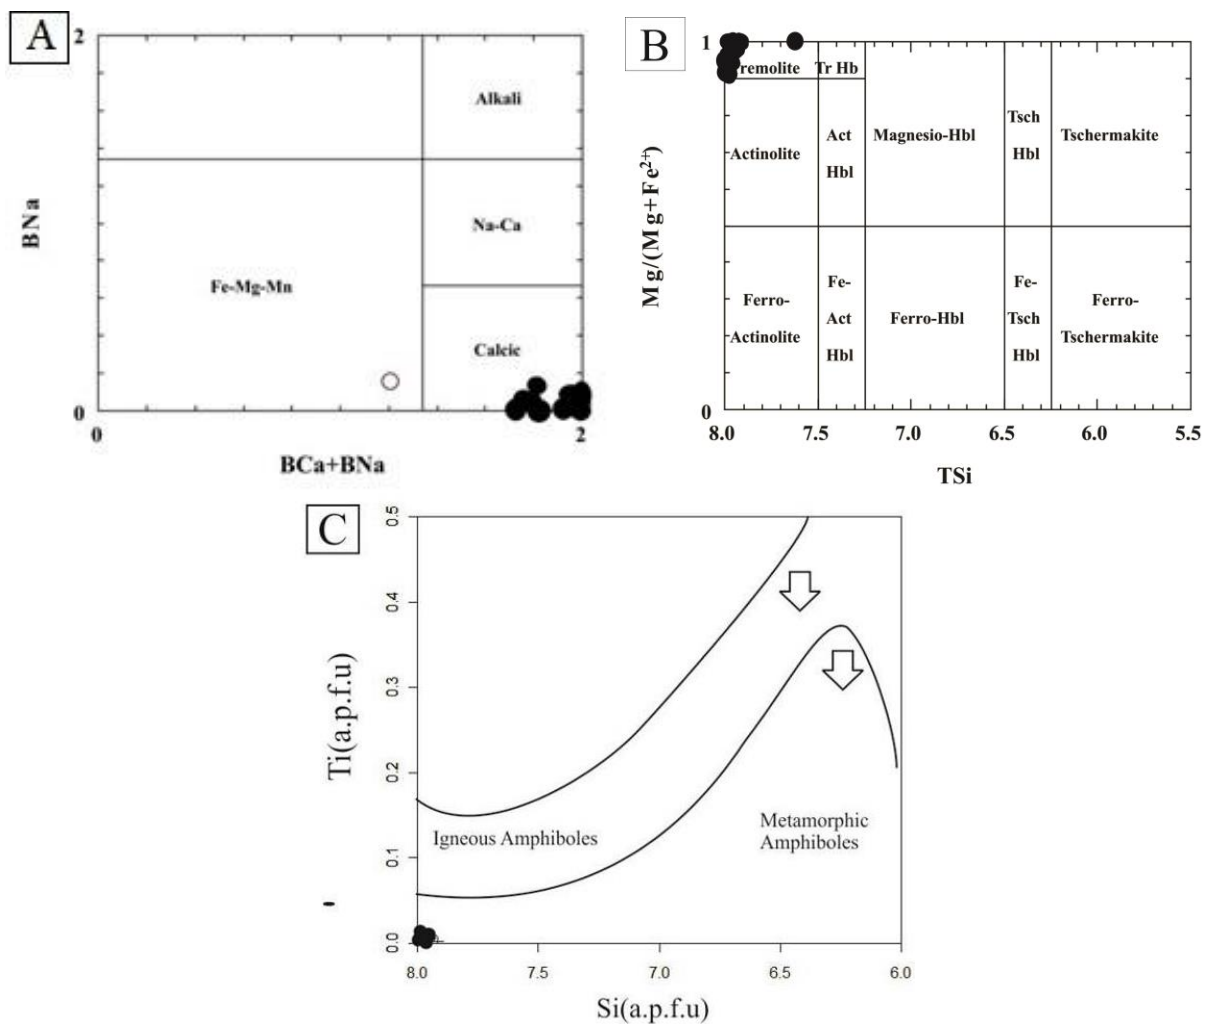 A
2
Alkali
Na-Ca
Fe-Mg-Mn
Calcic
BNa
0
0
2
BCa+BNa
B
1
remolite
Tr Hb
Tsch
Hbl
Act
Hbl
Magnesio-Hbl
Tschermakite
Actinolite
Mg/(Mg+Fe²⁺)
Ferro-
Actinolite
Fe-
Act
Hbl
Ferro-Hbl
Fe-
Tsch
Hbl
Ferro-
Tschermakite
0
8.0
7.5
7.0
6.5
6.0
5.5
TSi
C
0.5
0.4
0.3
0.2
0.1
0.0
Ti(a.p.f.u)
Igneous Amphiboles
Metamorphic
Amphiboles
8.0
7.5
7.0
6.5
6.0
Si(a.p.f.u)